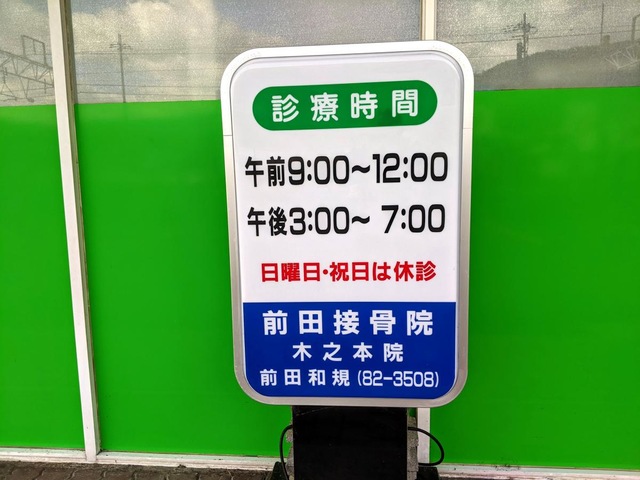 診療時間
午前9:00～12:00
午後3:00～ 7:00
日曜日・祝日は休診
前田接骨院
木之本院
前田和規(82-3508)